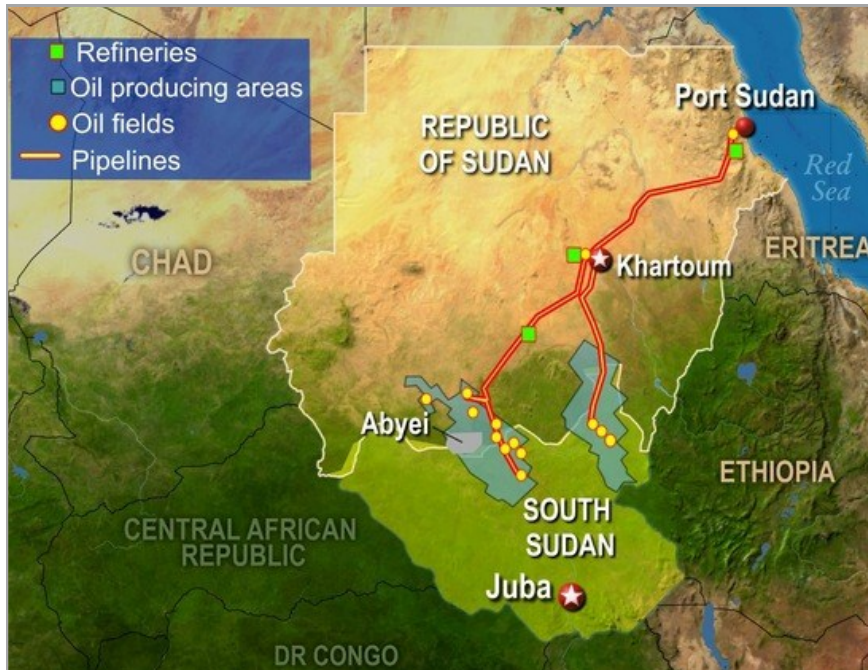 Refineries
Oil producing areas
Oil fields
Pipelines
Port Sudan
REPUBLIC
OF SUDAN
Red
Sea
CHAD
Khartoum
ERITREA
Abyei
ETHIOPIA
SOUTH
SUDAN
CENTRAL AFRICAN
REPUBLIC
Juba
DR CONGO